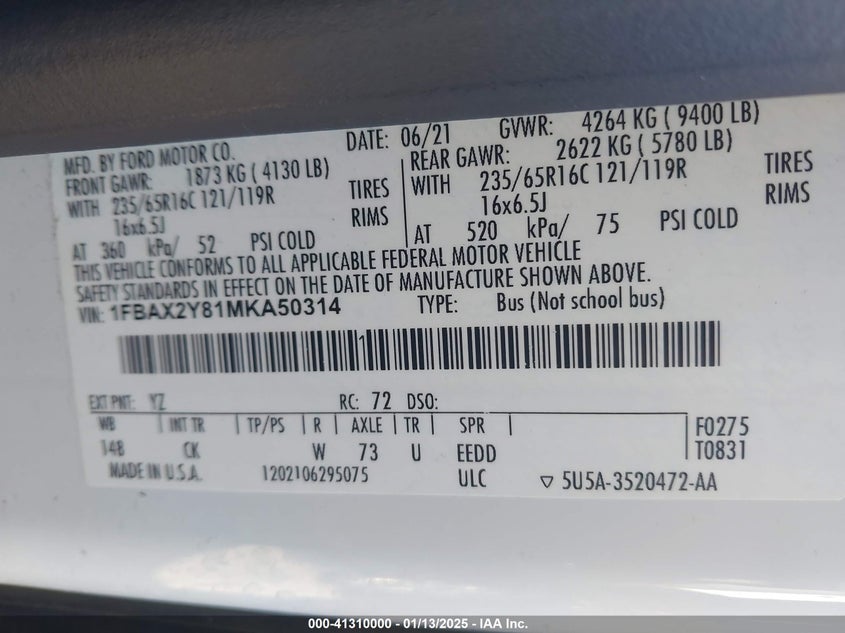 MFD. BY FORD MOTOR CO. DATE: 06/21 GVWR: 4264 KG ( 9400 LB)
FRONT GAWR: 1873 KG ( 4130 LB) REAR GAWR: 2622 KG ( 5780 LB)
WITH 235/65R16C 121/119R TIRES WITH 235/65R16C 121/119R TIRES
16x6.5J RIMS 16x6.5J RIMS
AT 360 kPa/ 52 PSI COLD AT 520 kPa/ 75 PSI COLD
THIS VEHICLE CONFORMS TO ALL APPLICABLE FEDERAL MOTOR VEHICLE
SAFETY STANDARDS IN EFFECT ON THE DATE OF MANUFACTURE SHOWN ABOVE.
VIN: 1FBAX2Y81MKA50314 TYPE: Bus (Not school bus)
1
EXT PNT: YZ RC: 72 DSO:
WB INT TR TP/PS R AXLE TR SPR F0275
148 CK W 73 U EEDD T0831
MADE IN U.S.A. 1202106295075 ULC ▽ 5U5A-3520472-AA
000-41310000 - 01/13/2025 - IAA Inc.